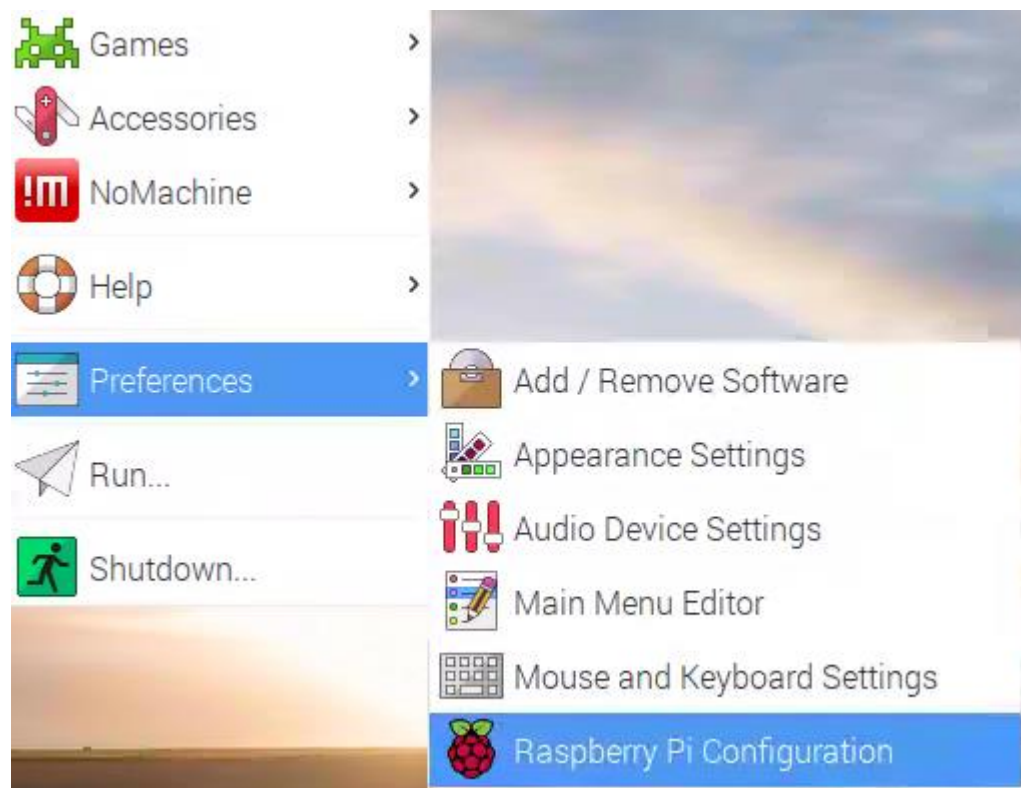 Games
Accessories
NoMachine
Help
Preferences
Run...
Shutdown...
Add / Remove Software
Appearance Settings
Audio Device Settings
Main Menu Editor
Mouse and Keyboard Settings
Raspberry Pi Configuration